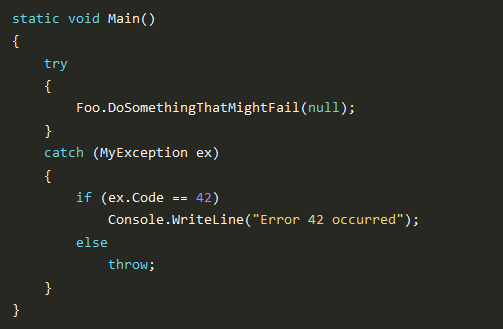 static void Main()
{
    try
    {
        Foo.DoSomethingThatMightFail(null);
    }
    catch (MyException ex)
    {
        if (ex.Code == 42)
            Console.WriteLine("Error 42 occurred");
        else
            throw;
    }
}